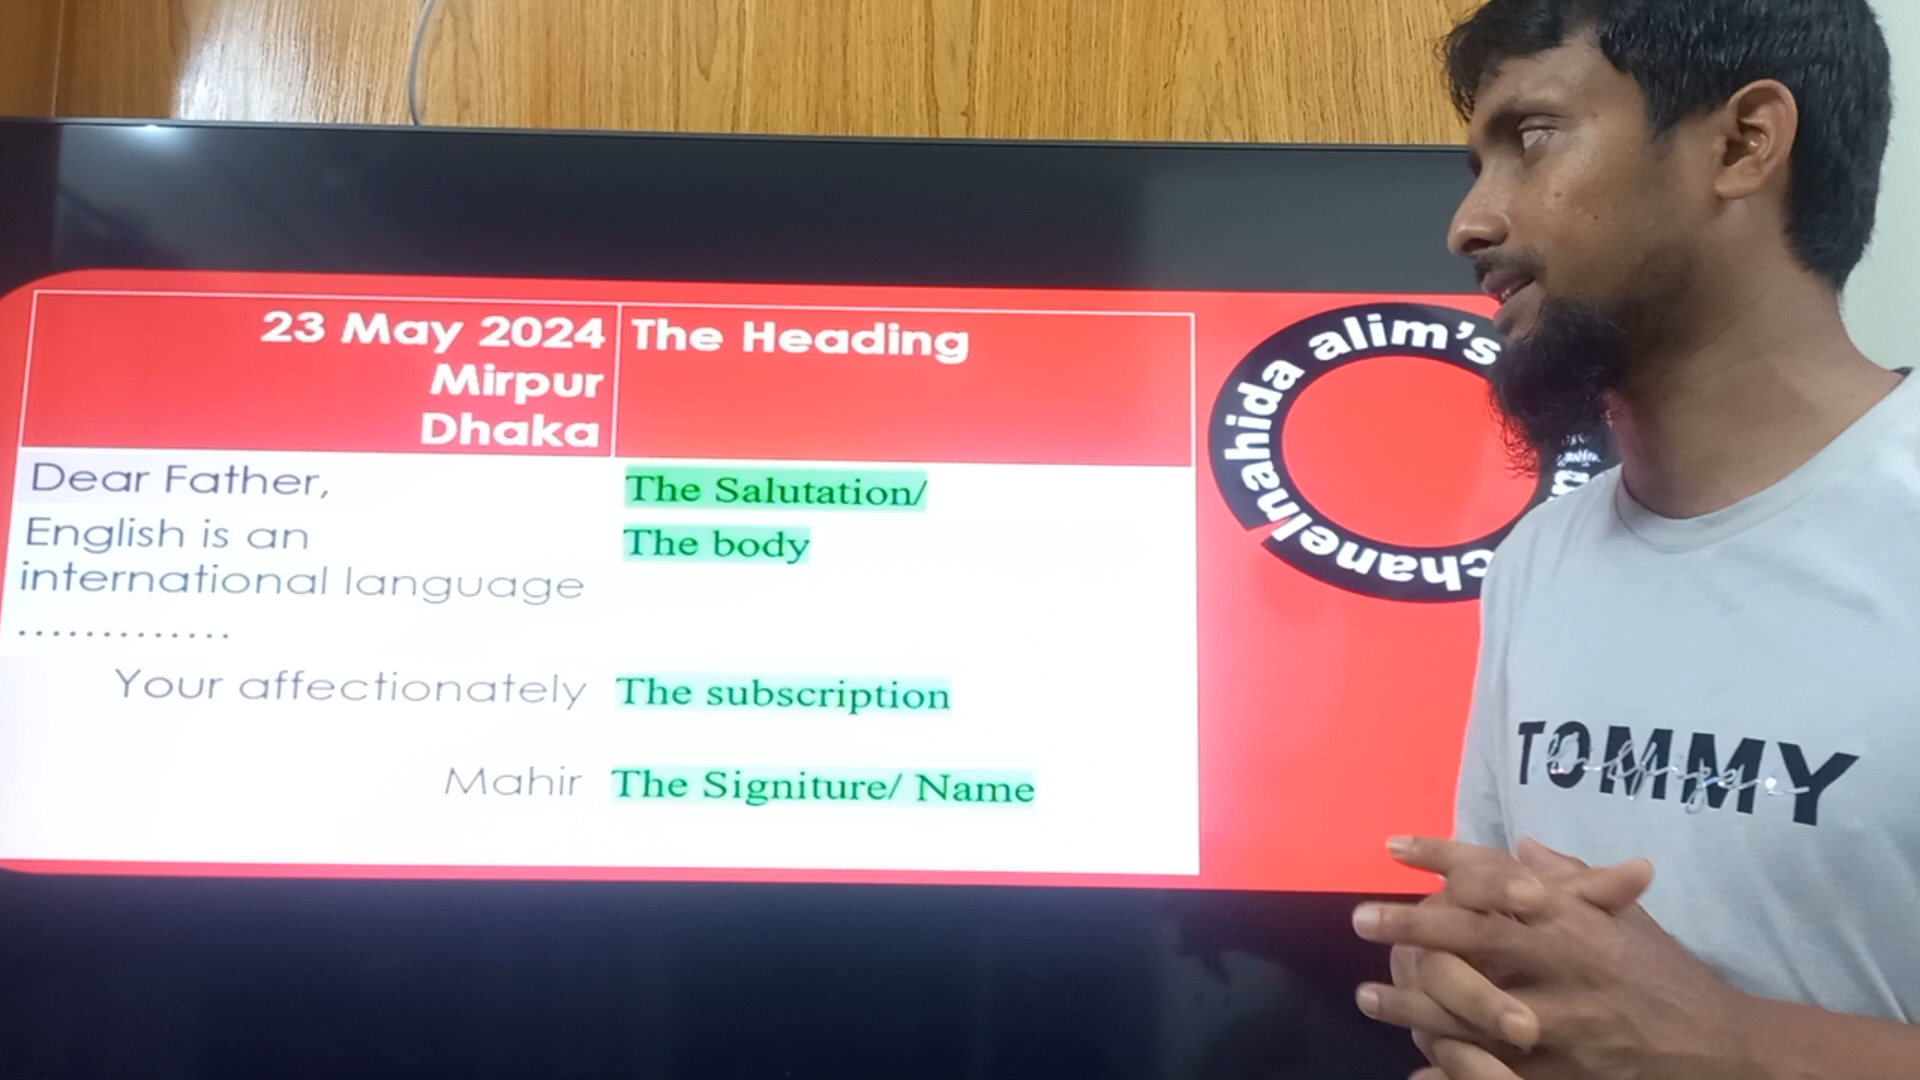 23 May 2024
Mirpur
Dhaka
The Heading
Dear Father,
The Salutation/
English is an
international language
.............
The body
Your affectionately
The subscription
Mahir
The Signiture/ Name
nahida alim's
chanel
TOMMY